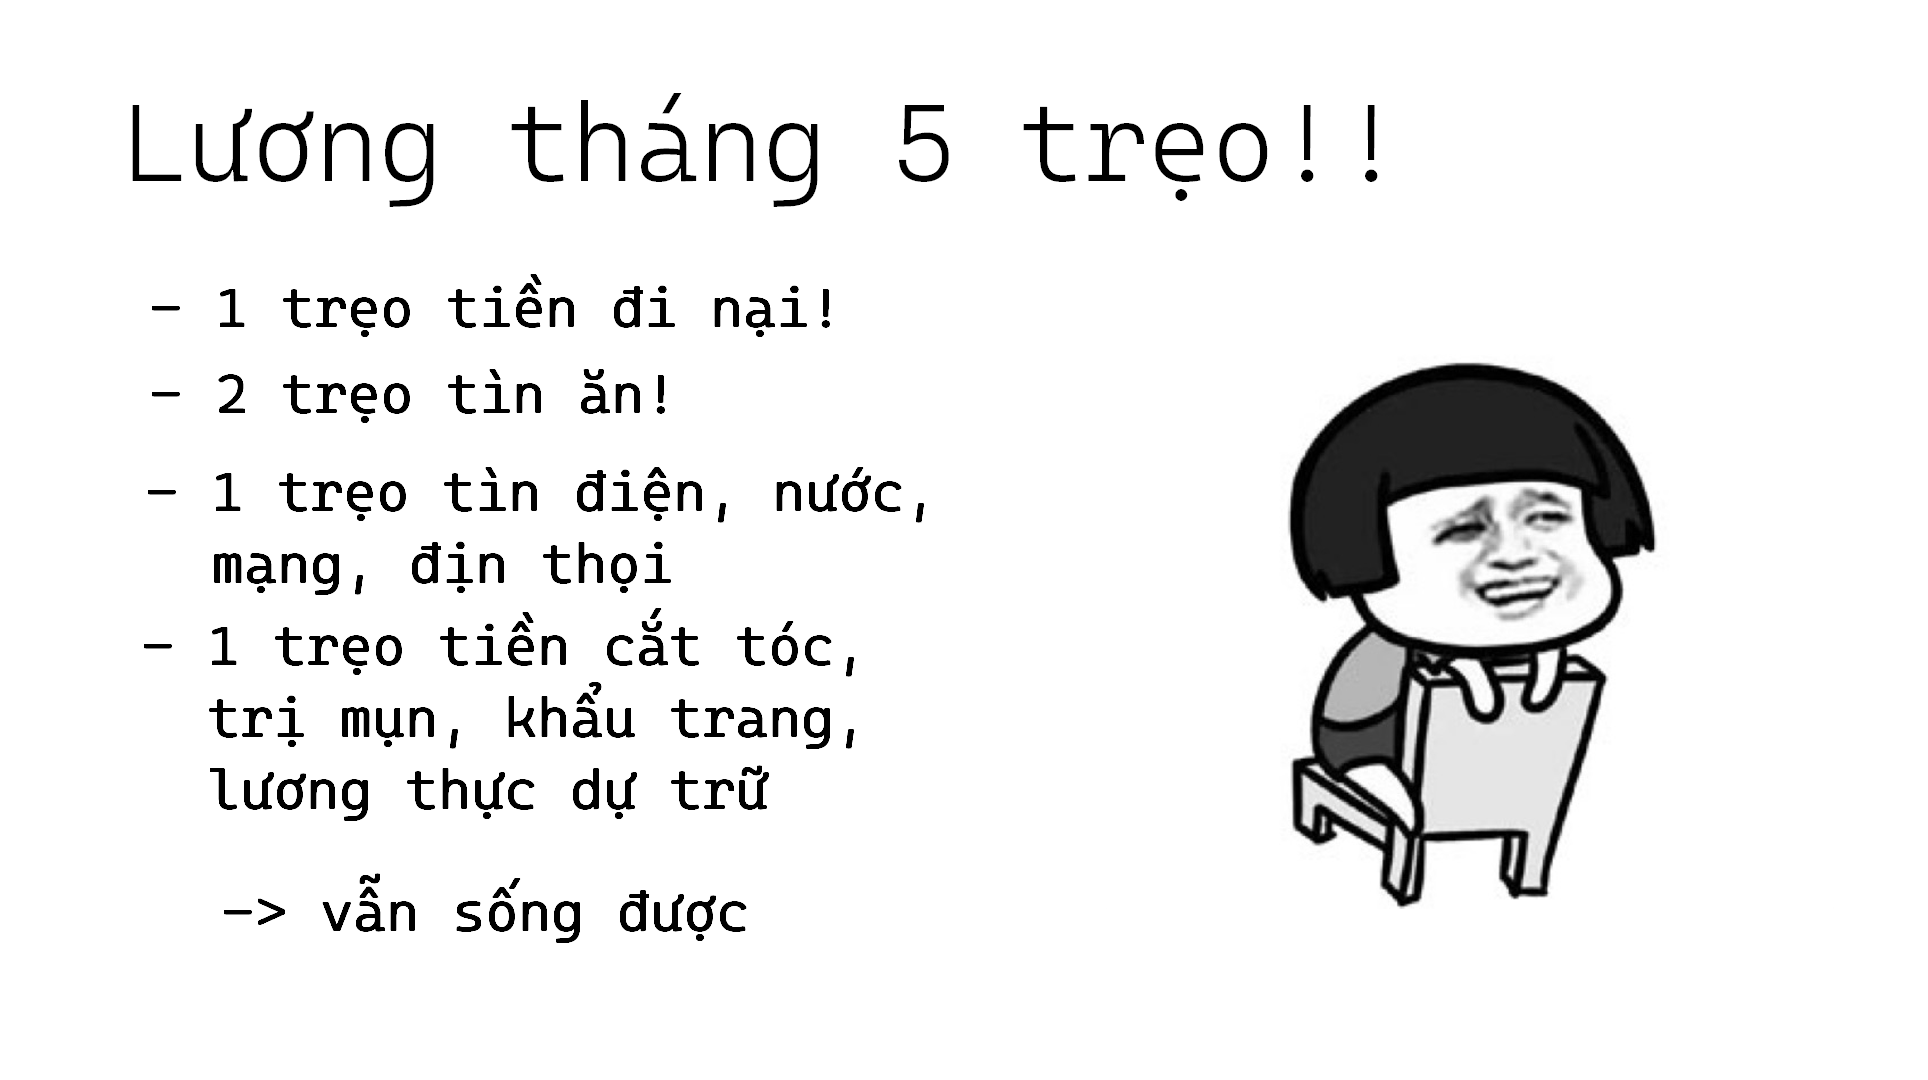 Lương tháng 5 trẹo!!
- 1 trẹo tiền đi nại!
- 2 trẹo tìn ăn!
- 1 trẹo tìn điện, nước,
mạng, địn thọi
- 1 trẹo tiền cắt tóc,
trị mụn, khẩu trang,
lương thực dự trữ
-> vẫn sống được